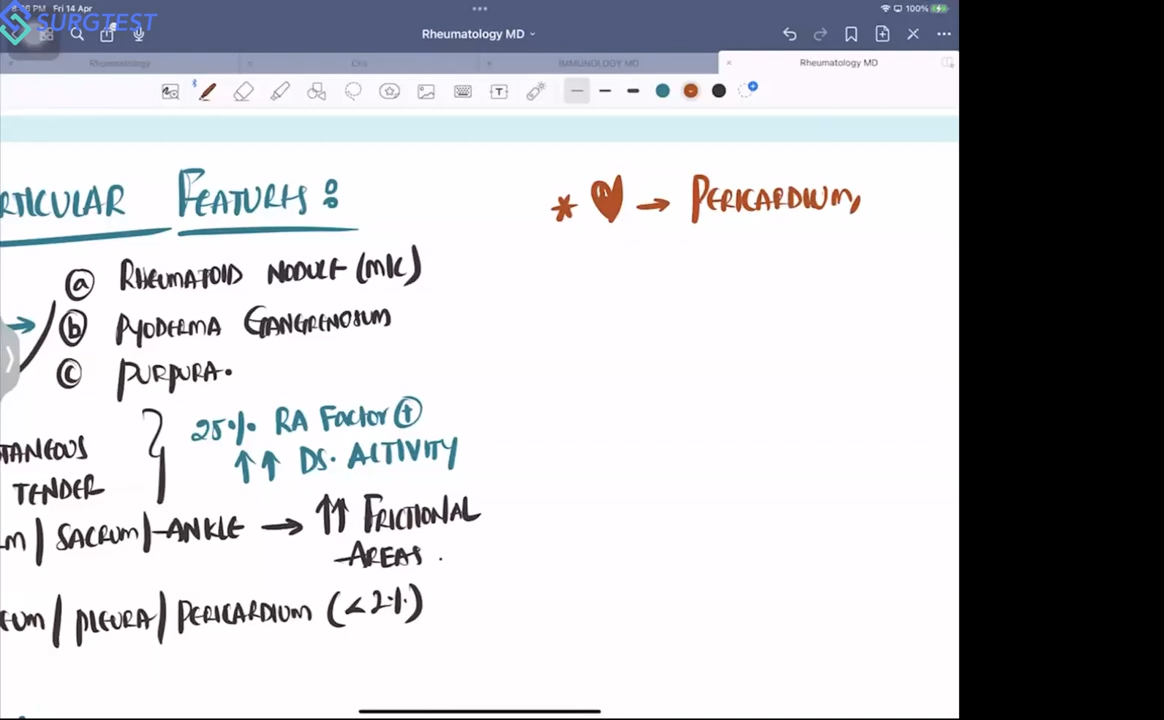 SURGTEST
Fri 14 Apr
100%
Rheumatology MD
Rheumatology
IMMUNOLOGY MD
Rheumatology MD
RTICULAR FEATURES:
* → PERICARDIUM,
(a) RHEUMATOID NODULE (MC)
→ (b) PYODERMA GANGRENOSUM
(c) PURPURA.
25% RA Factor (+)
↑↑ DS. ACTIVITY
TANEOUS
TENDER
M | SACRUM | ANKLE → ↑↑ FRICTIONAL
AREAS.
EUM | PLEURA | PERICARDIUM (<2%)